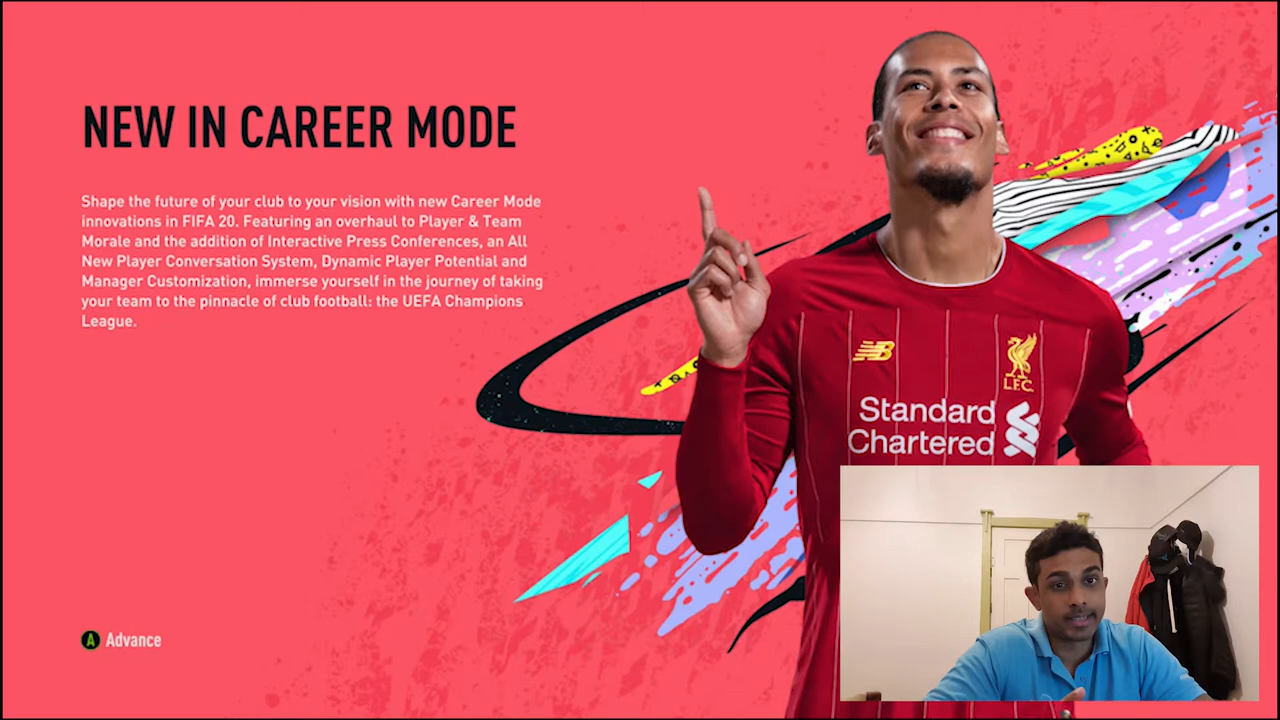 NEW IN CAREER MODE
Shape the future of your club to your vision with new Career Mode
innovations in FIFA 20. Featuring an overhaul to Player & Team
Morale and the addition of Interactive Press Conferences, an All
New Player Conversation System, Dynamic Player Potential and
Manager Customization, immerse yourself in the journey of taking
your team to the pinnacle of club football: the UEFA Champions
League.
NB
L.F.C.
Standard
Chartered
A Advance